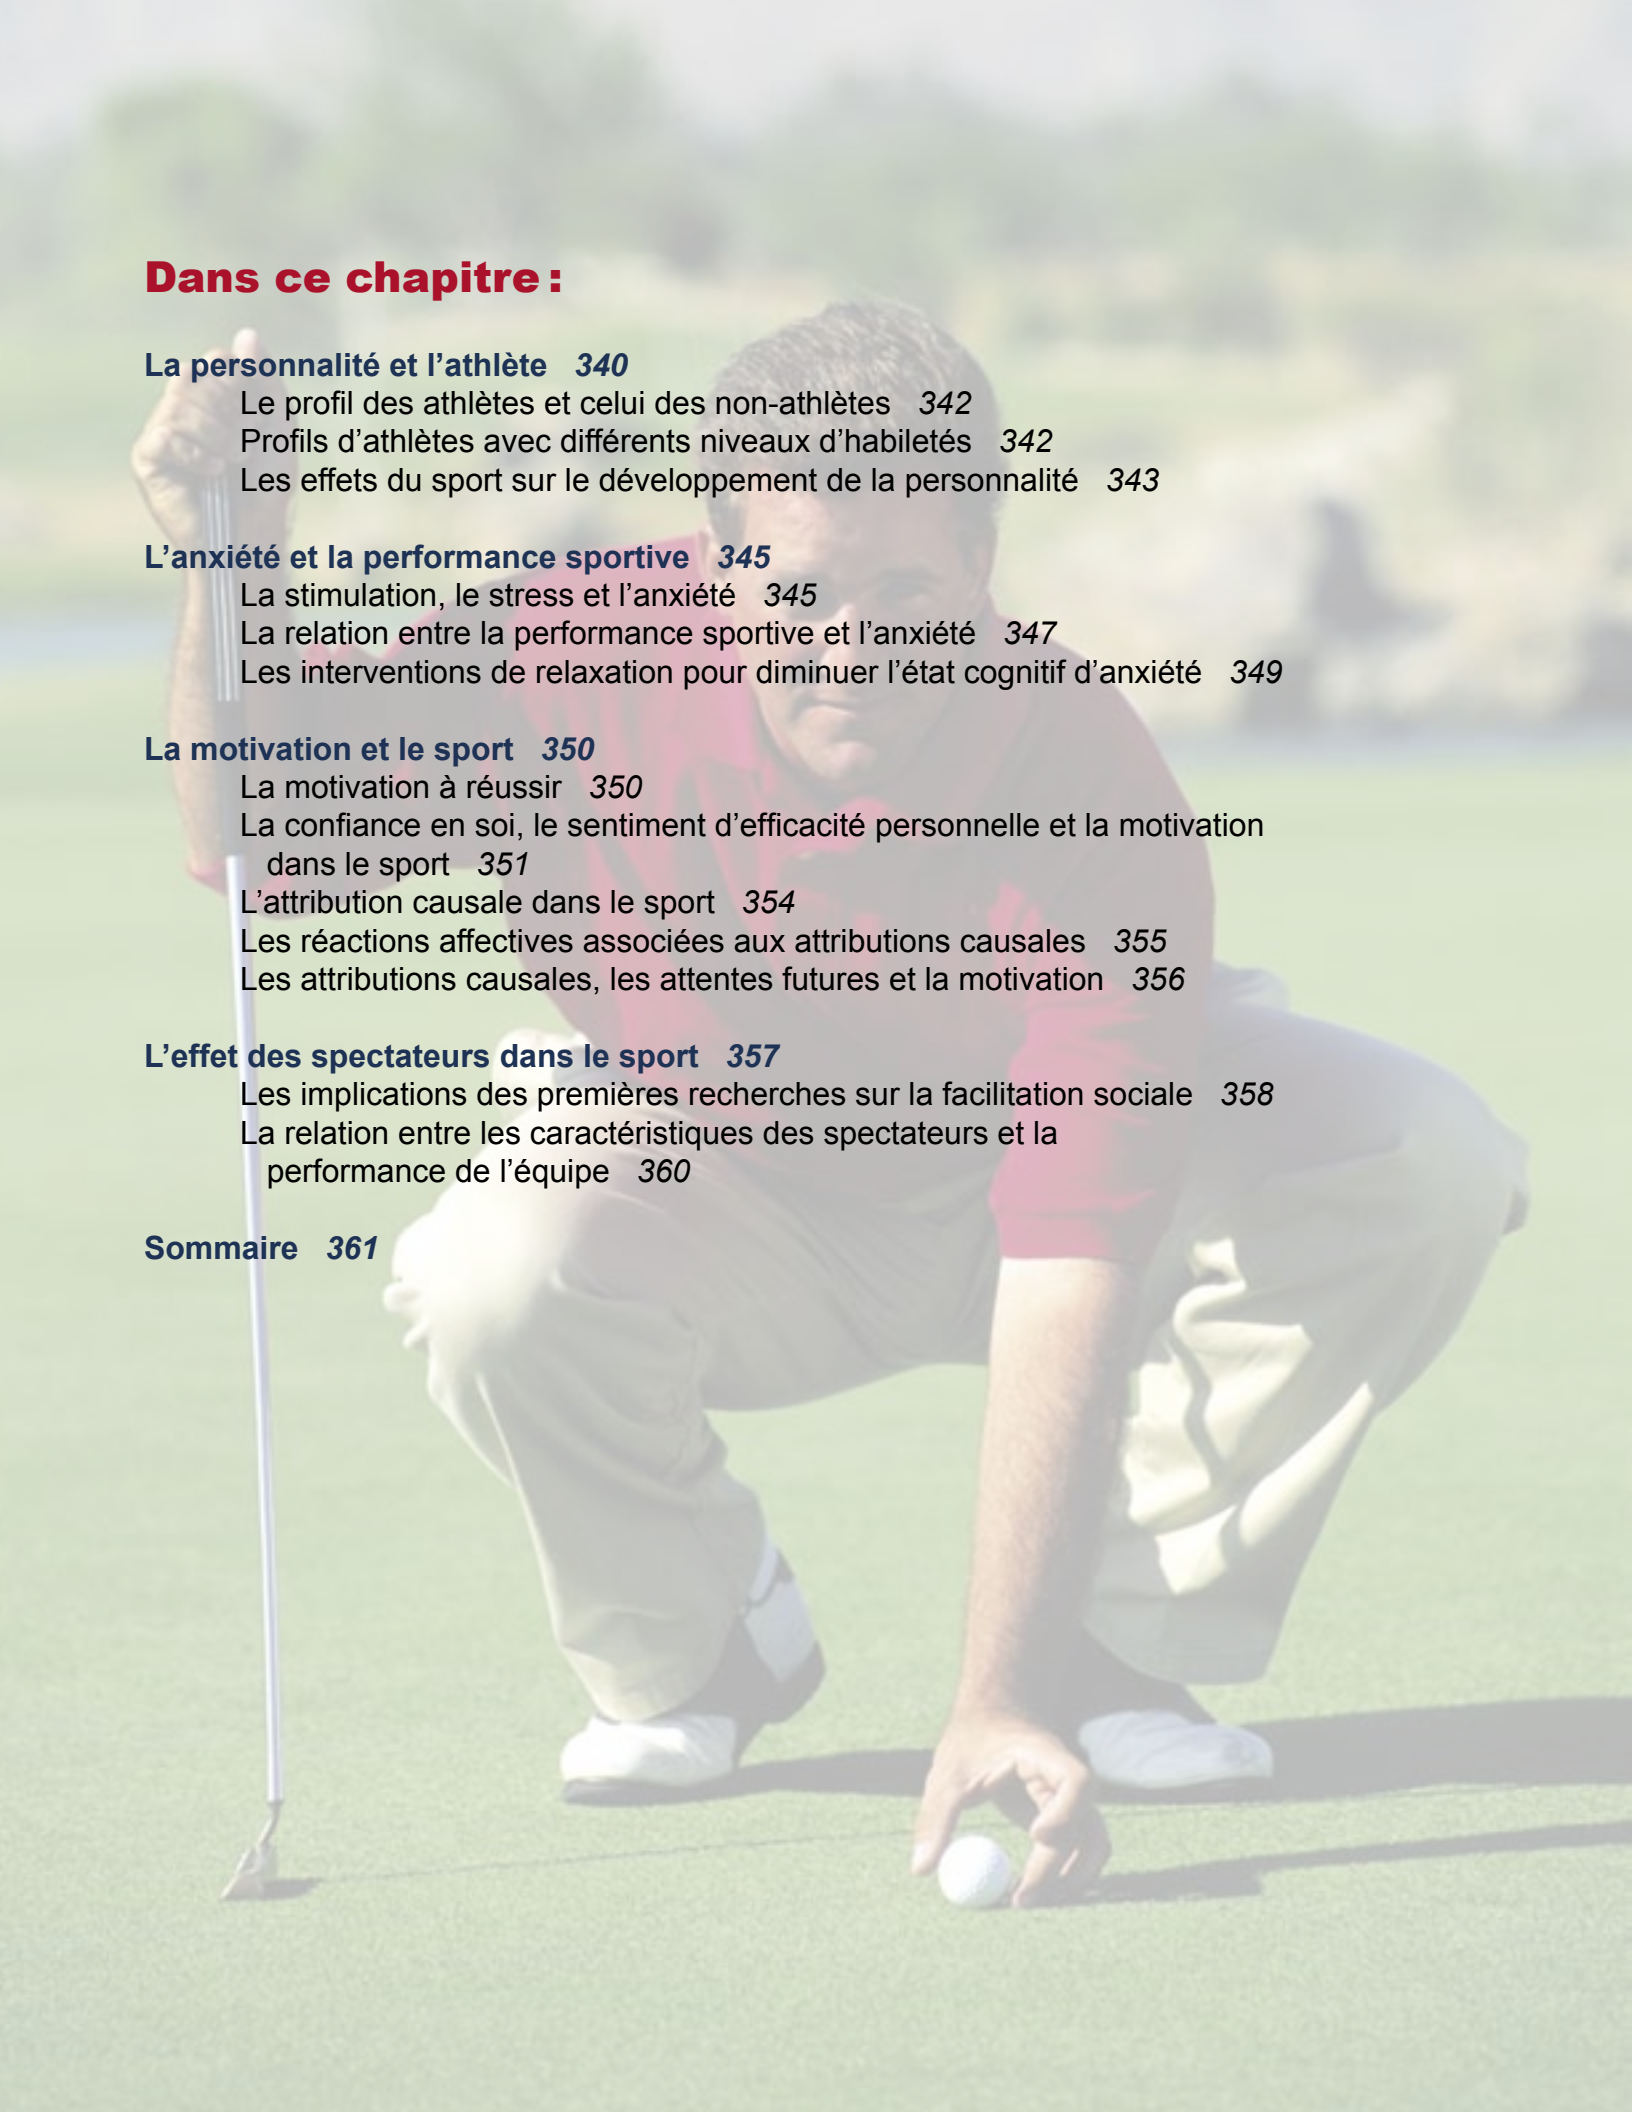 Dans ce chapitre :
La personnalité et l’athlète 340
Le profil des athlètes et celui des non-athlètes 342
Profils d’athlètes avec différents niveaux d’habiletés 342
Les effets du sport sur le développement de la personnalité 343
L’anxiété et la performance sportive 345
La stimulation, le stress et l’anxiété 345
La relation entre la performance sportive et l’anxiété 347
Les interventions de relaxation pour diminuer l’état cognitif d’anxiété 349
La motivation et le sport 350
La motivation à réussir 350
La confiance en soi, le sentiment d’efficacité personnelle et la motivation
dans le sport 351
L’attribution causale dans le sport 354
Les réactions affectives associées aux attributions causales 355
Les attributions causales, les attentes futures et la motivation 356
L’effet des spectateurs dans le sport 357
Les implications des premières recherches sur la facilitation sociale 358
La relation entre les caractéristiques des spectateurs et la
performance de l’équipe 360
Sommaire 361